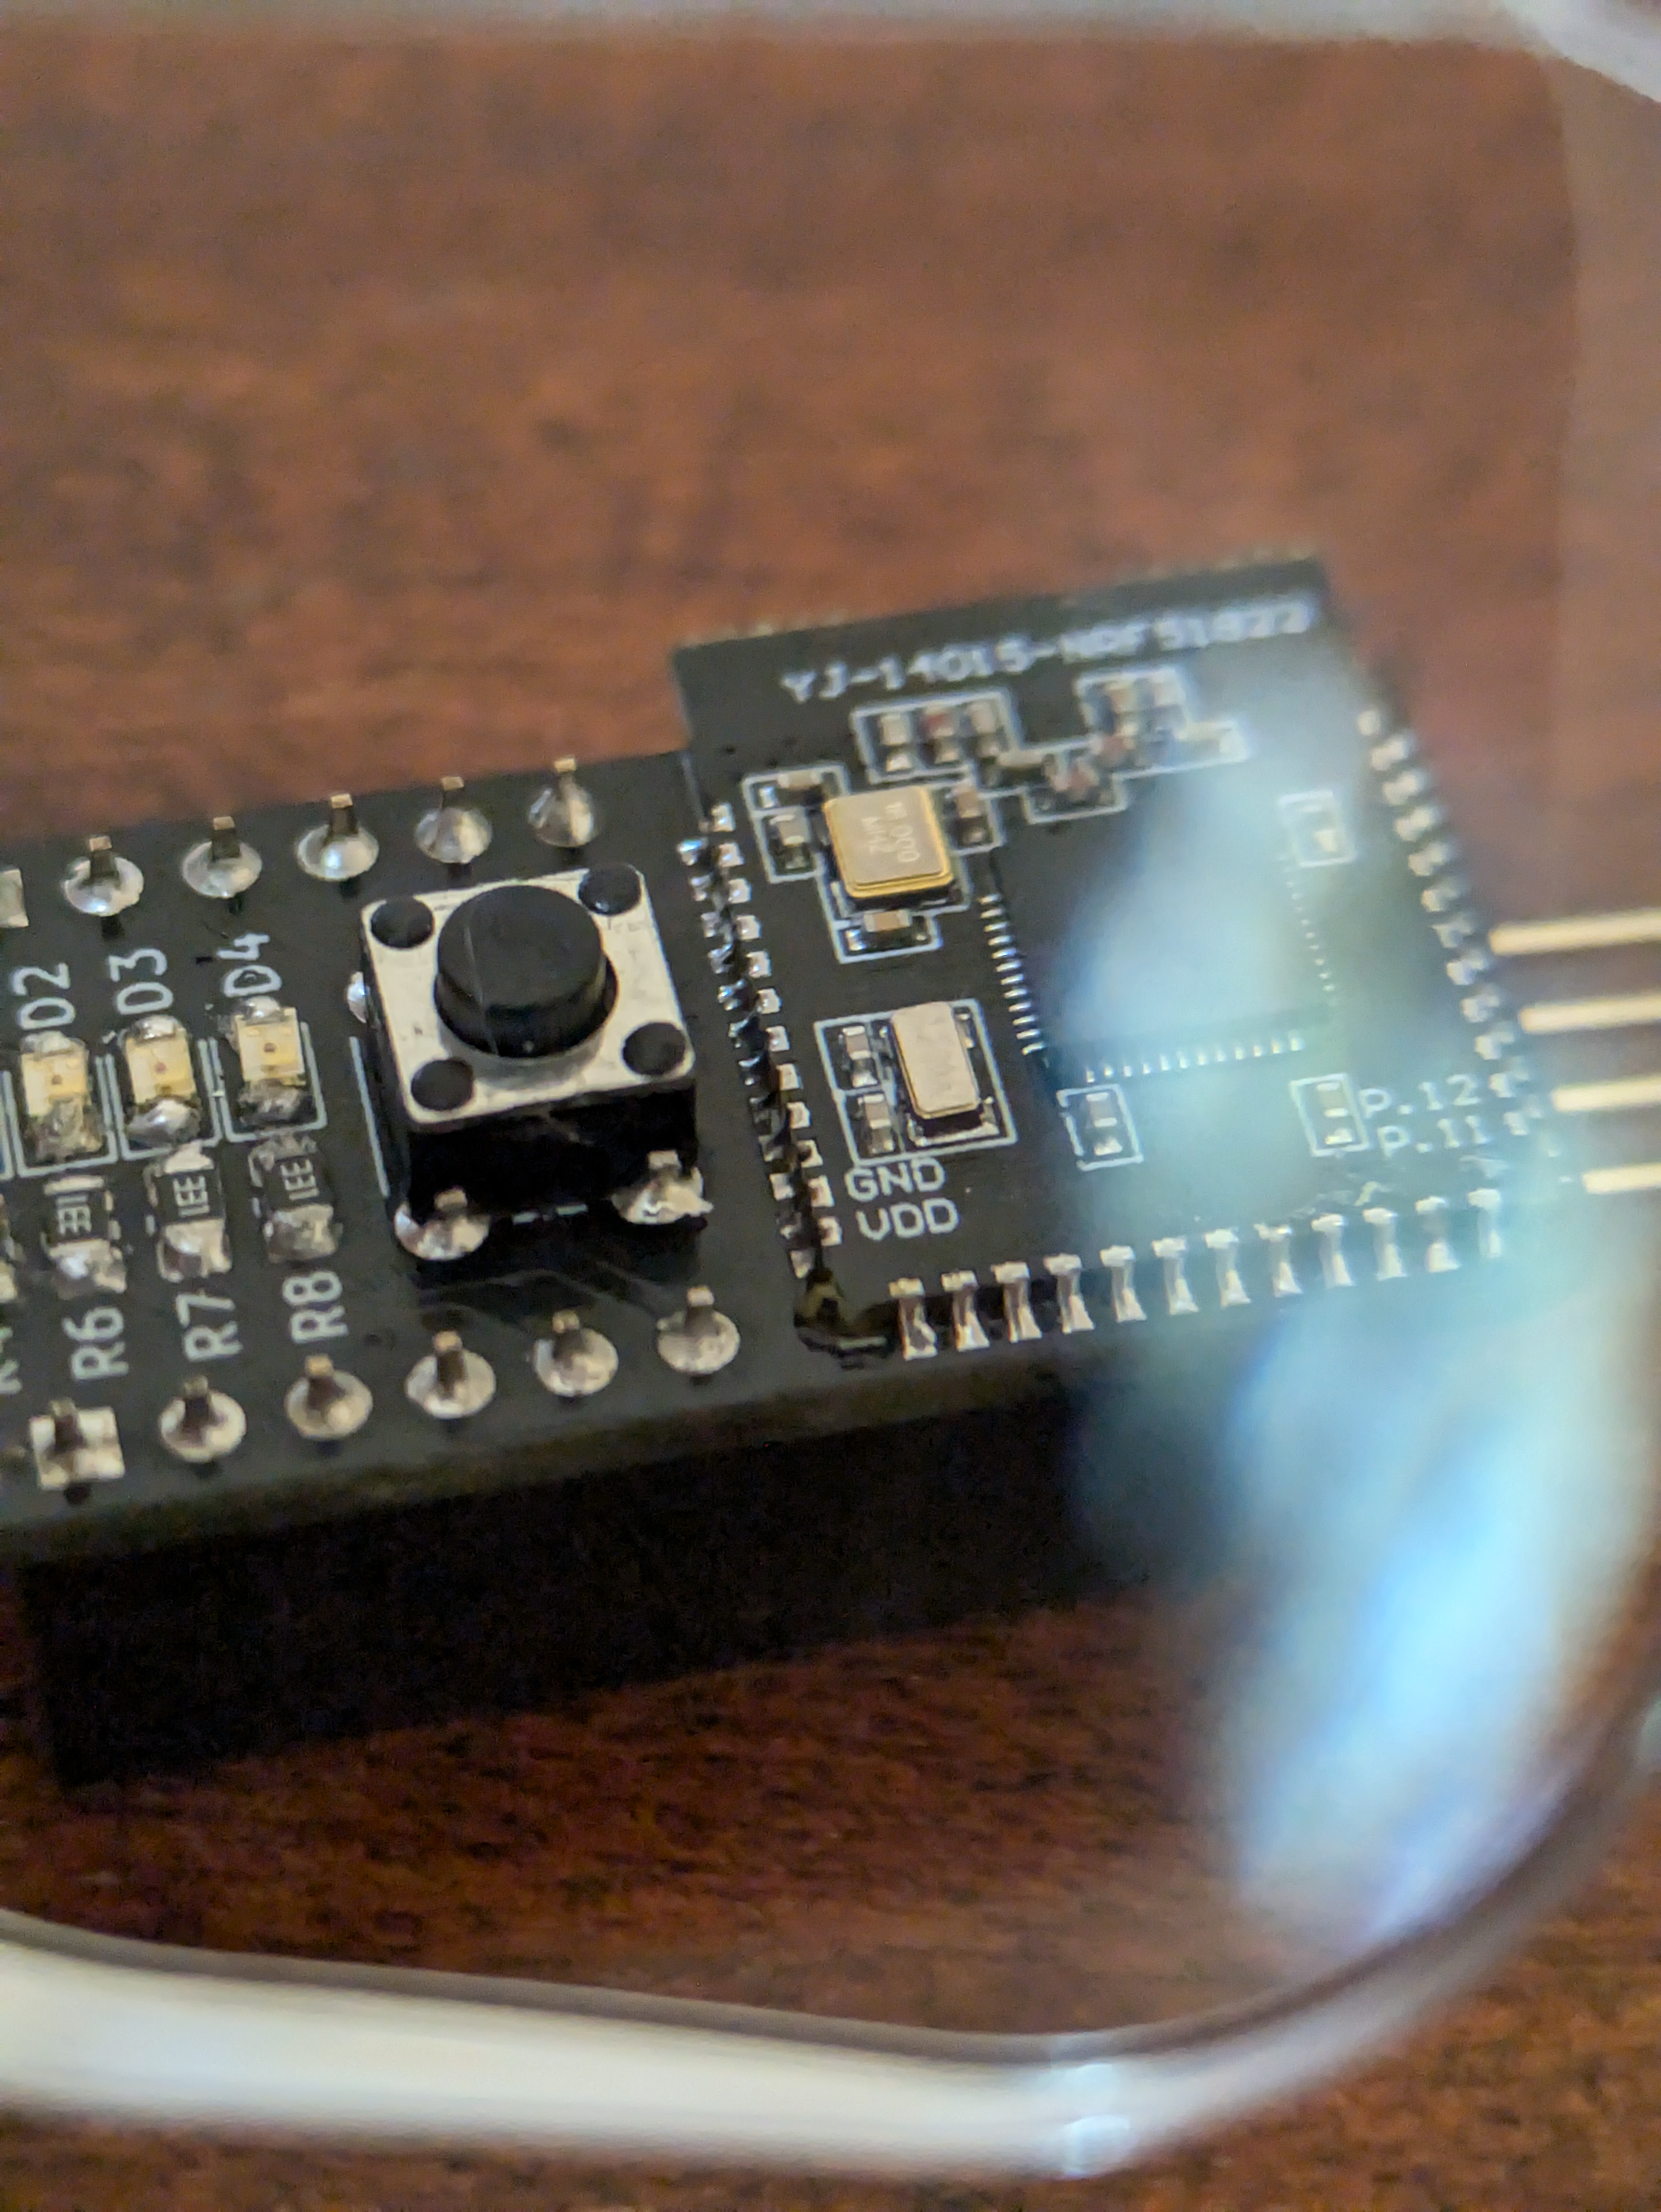 YJ-14015-NRF51822
D2
D3
D4
P.12
P.11
GND
VDD
R6
R7
R8